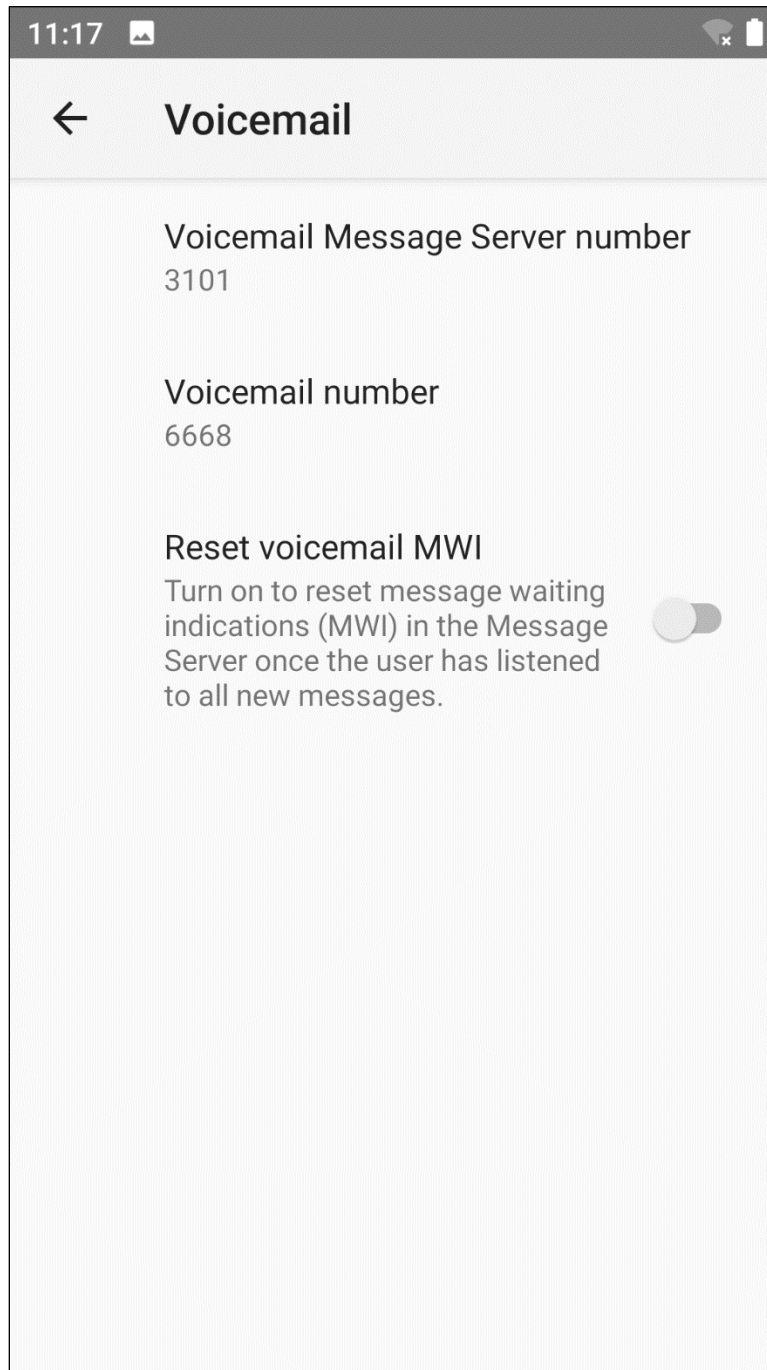 11:17
Voicemail
Voicemail Message Server number
3101
Voicemail number
6668
Reset voicemail MWI
Turn on to reset message waiting
indications (MWI) in the Message
Server once the user has listened
to all new messages.